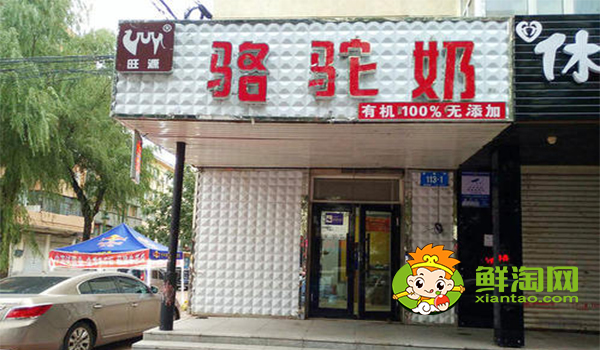 旺源
骆驼奶
有机 100% 无添加
休
113-1
鲜淘网
xiantao.com